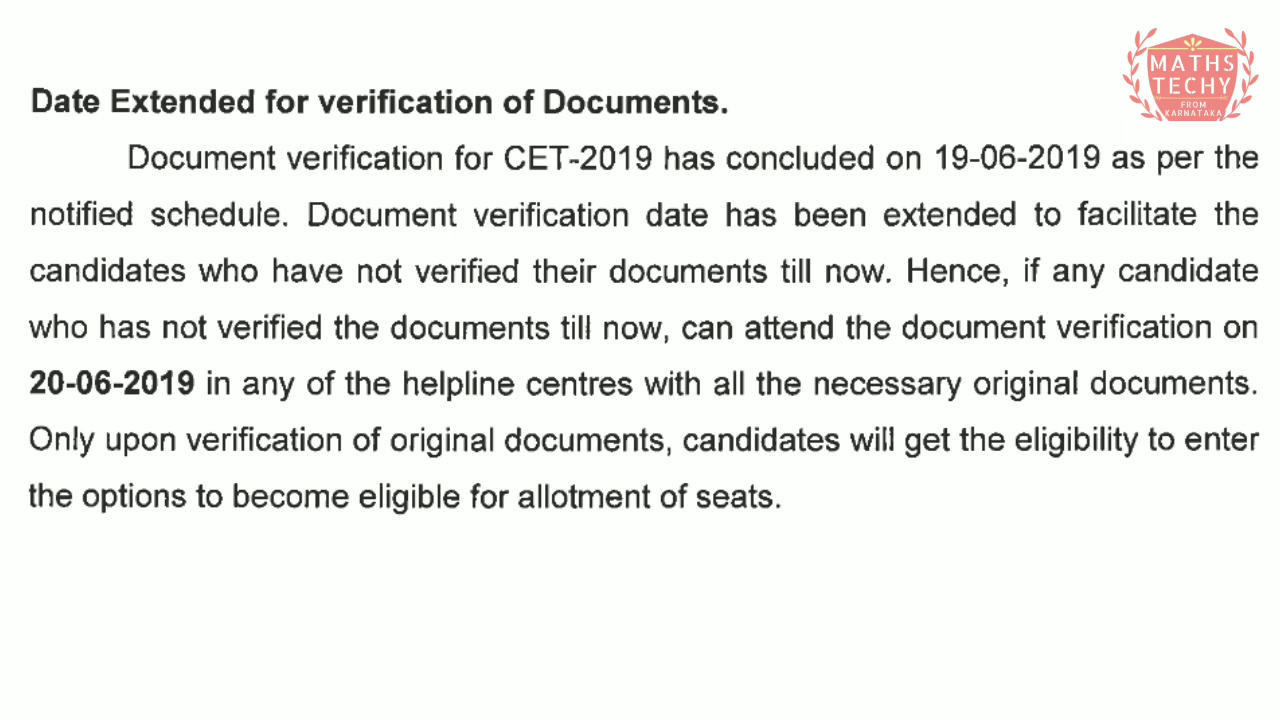 MATHS
TECHY
FROM
KARNATAKA
Date Extended for verification of Documents.
Document verification for CET-2019 has concluded on 19-06-2019 as per the
notified schedule. Document verification date has been extended to facilitate the
candidates who have not verified their documents till now. Hence, if any candidate
who has not verified the documents till now, can attend the document verification on
20-06-2019 in any of the helpline centres with all the necessary original documents.
Only upon verification of original documents, candidates will get the eligibility to enter
the options to become eligible for allotment of seats.